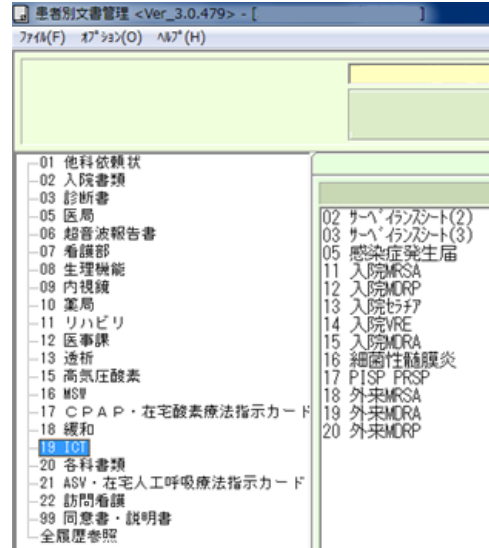 患者別文書管理 <Ver_3.0.479> - [ ]
ﾌｧｲﾙ(F) ｵﾌﾟｼｮﾝ(O) ﾍﾙﾌﾟ(H)
01 他科依頼状
02 入院書類
03 診断書
05 医局
06 超音波報告書
07 看護部
08 生理機能
09 内視鏡
10 薬局
11 リハビリ
12 医事課
13 透析
15 高気圧酸素
16 MSW
17 ＣＰＡＰ・在宅酸素療法指示カード
18 緩和
19 ICT
20 各科書類
21 ASV・在宅人工呼吸療法指示カード
22 訪問看護
99 同意書・説明書
全履歴参照
02 ｻｰﾍﾞｲﾗﾝｽｼｰﾄ(2)
03 ｻｰﾍﾞｲﾗﾝｽｼｰﾄ(3)
05 感染症発生届
11 入院MRSA
12 入院MDRP
13 入院ｾﾗﾁｱ
14 入院VRE
15 入院MDRA
16 細菌性髄膜炎
17 PISP PRSP
18 外来MRSA
19 外来MDRA
20 外来MDRP